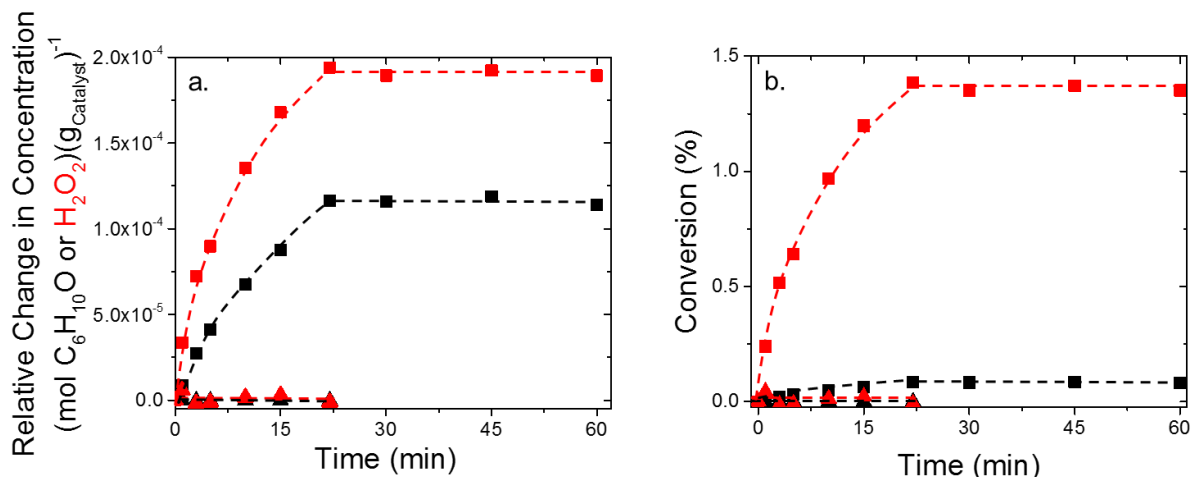 Relative Change in Concentration
(mol C₆H₁₀O or H₂O₂)(g_Catalyst)⁻¹
a.
2.0x10⁻⁴
1.5x10⁻⁴
1.0x10⁻⁴
5.0x10⁻⁵
0.0
0 15 30 45 60
Time (min)
b.
Conversion (%)
1.5
1.0
0.5
0.0
0 15 30 45 60
Time (min)